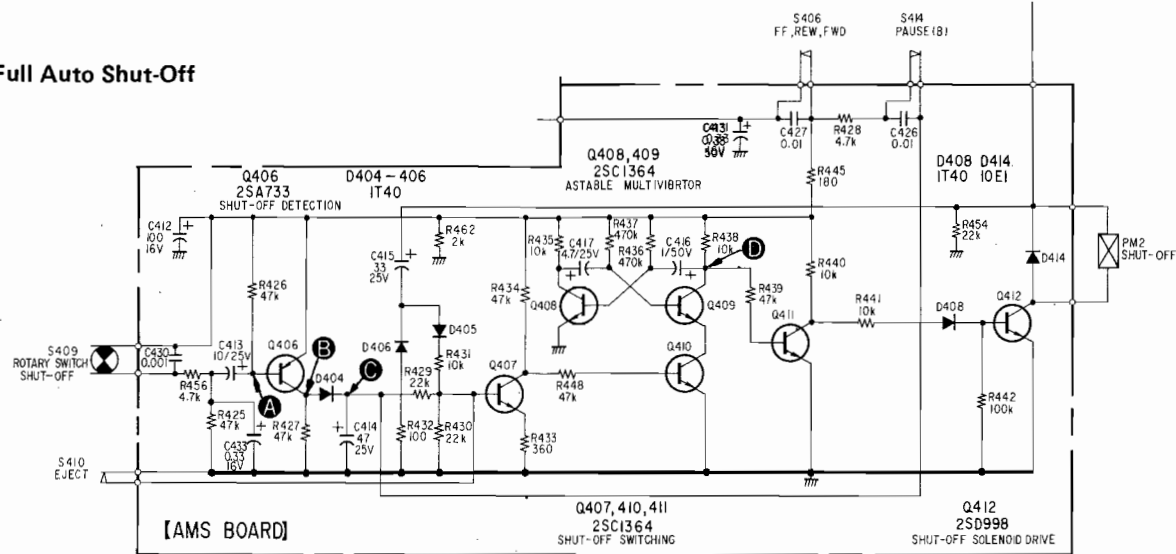 Full Auto Shut-Off
S406
FF,REW,FWD
S414
PAUSE(B)
C427
0.01
R428
4.7k
C426
0.01
Q408,409
2SC1364
ASTABLE MULTIVIBRTOR
R445
180
D408 D414
1T40 10E1
Q406
2SA733
SHUT-OFF DETECTION
D404-406
1T40
C412
100
16V
R462
2k
C415
33
25V
R435
10k
C417
4.7/25V
R437
470k
R436
470k
C416
1/50V
R438
10k
D
R454
22k
D414
PM2
SHUT-OFF
R426
47k
R434
47k
Q408
Q409
R439
47k
R440
10k
R441
10k
D408
Q412
Q411
S409
ROTARY SWITCH
SHUT-OFF
C430
0.001
C413
10/25V
Q406
B
D404
C
D406
D405
R431
10k
R429
22k
Q407
Q410
R448
47k
R456
4.7k
A
R425
47k
C433
0.33
16V
R427
47k
C414
47
25V
R432
100
R430
22k
R433
360
R442
100k
S410
EJECT
[AMS BOARD]
Q407,410,411
2SC1364
SHUT-OFF SWITCHING
Q412
2SD998
SHUT-OFF SOLENOID DRIVE